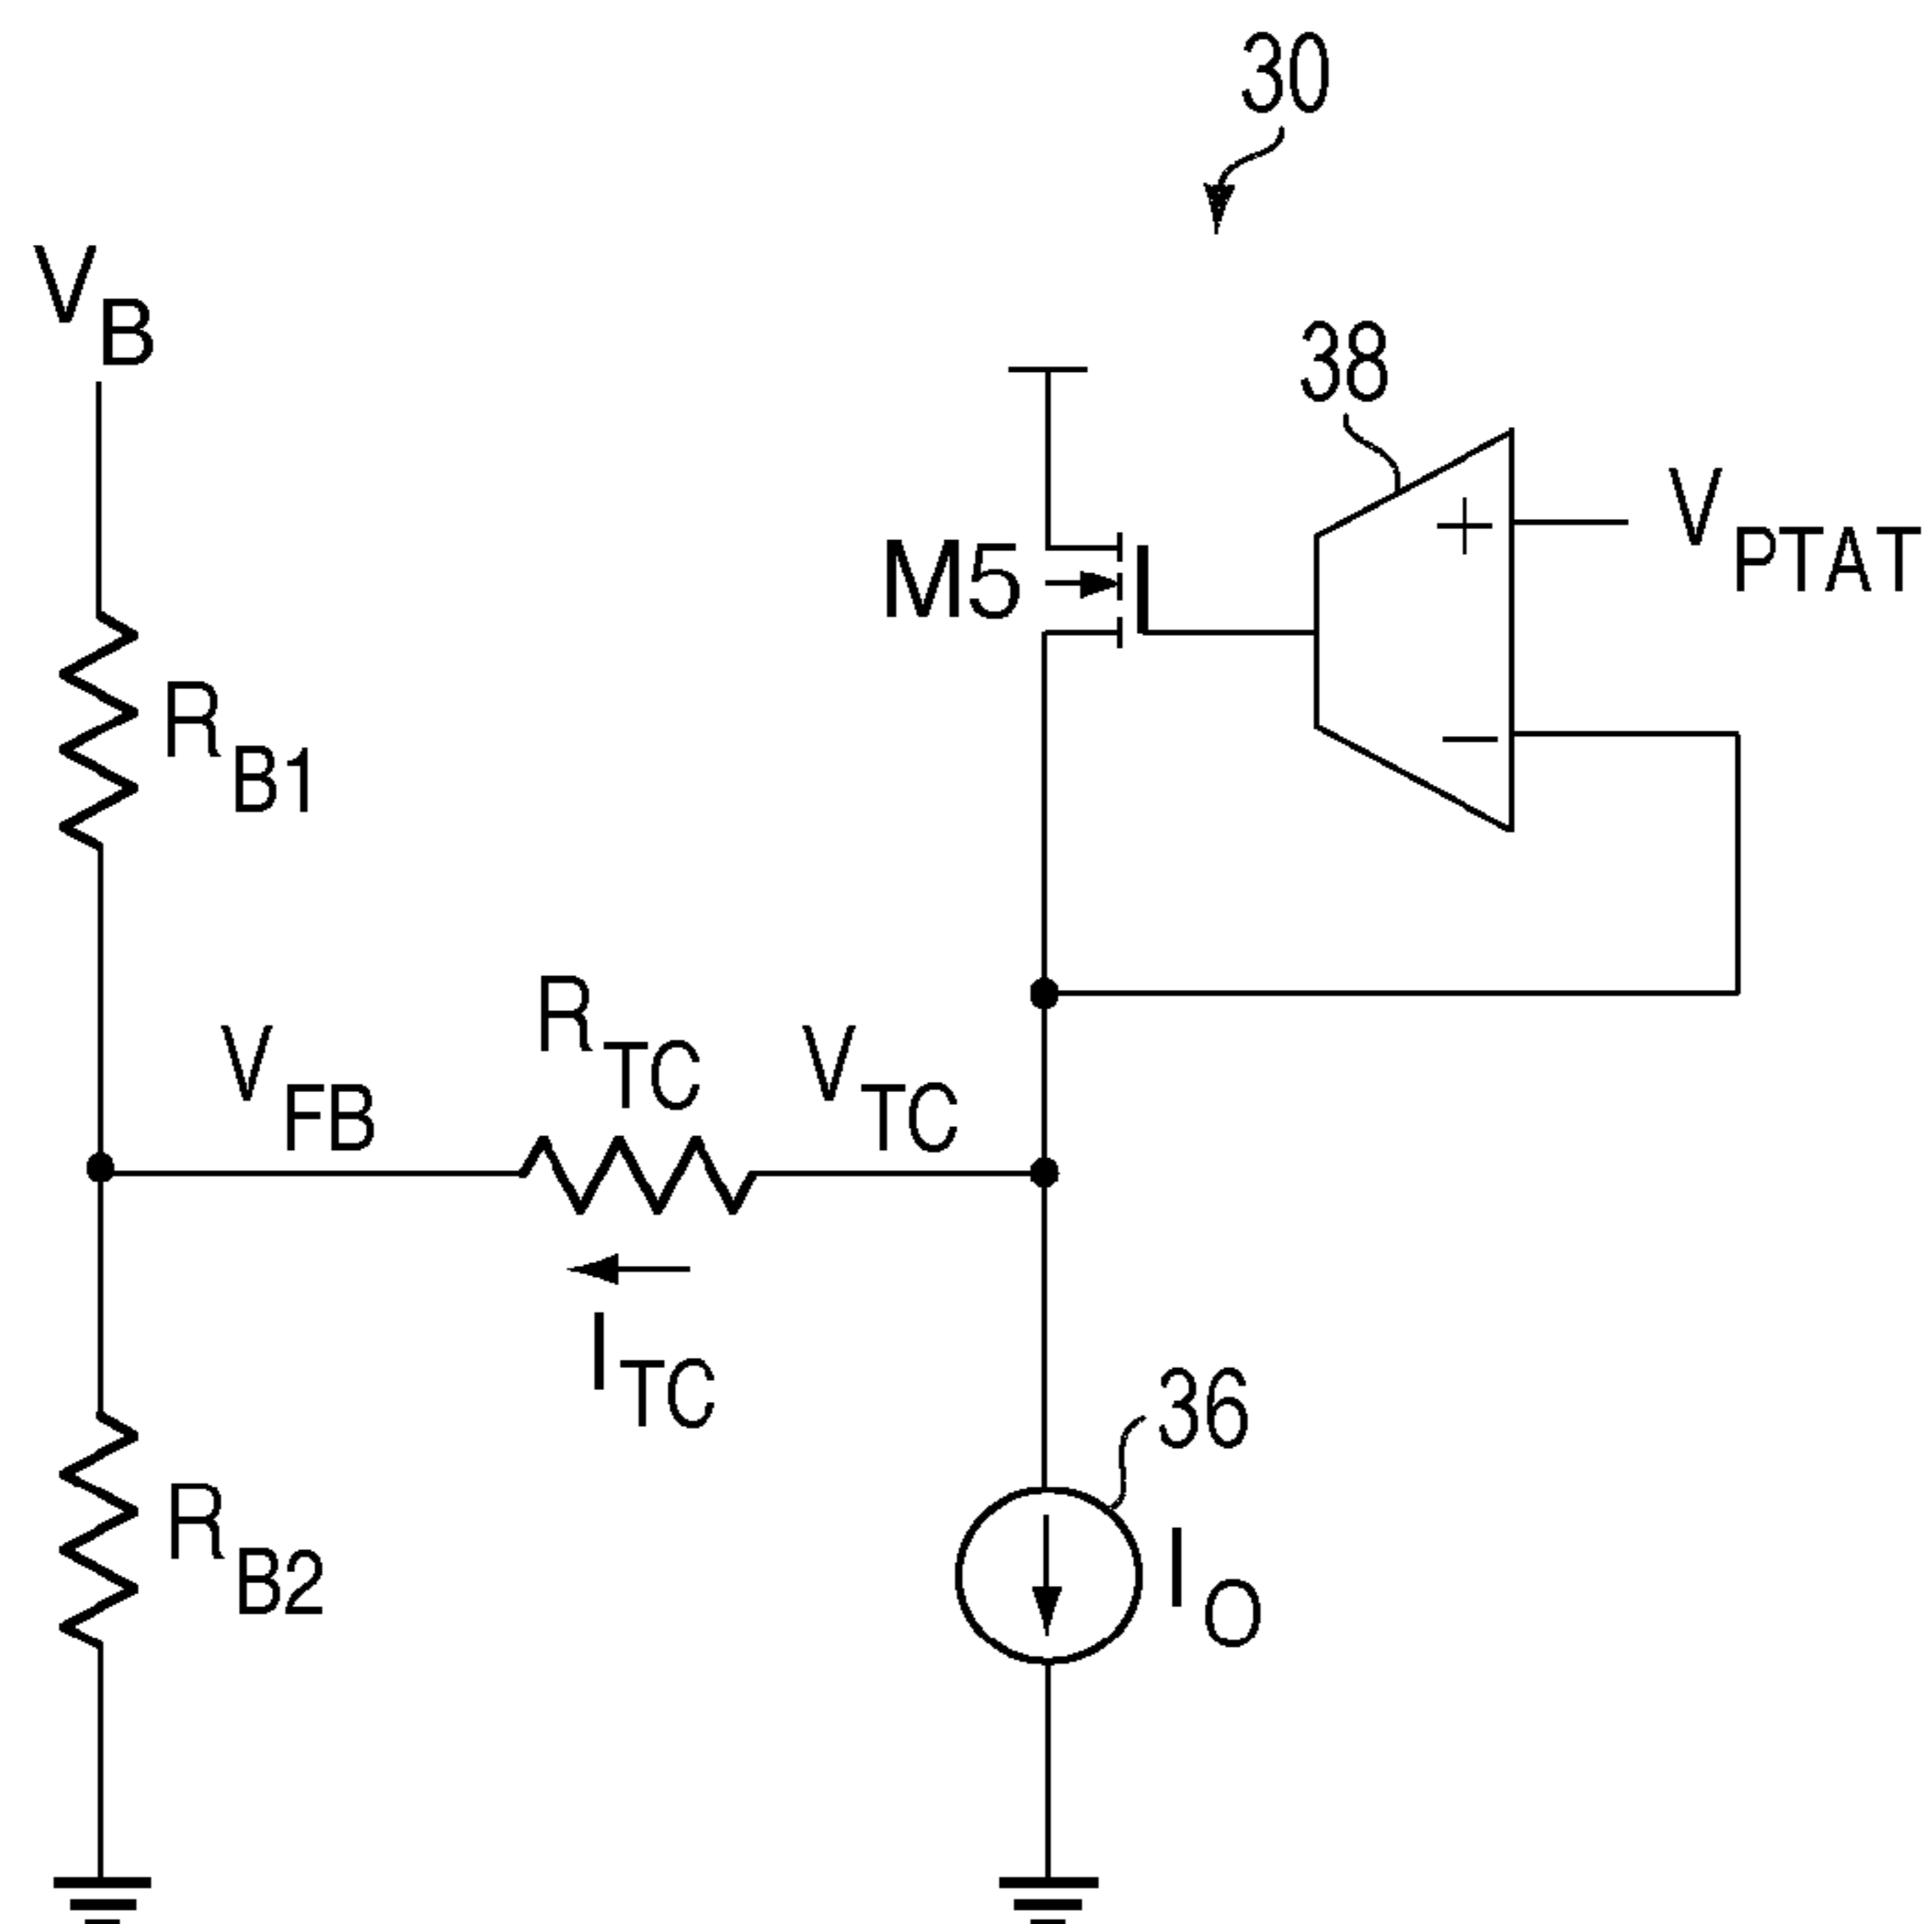 30
V_B
38
+
V_PTAT
M5
−
R_B1
R_TC
V_FB
V_TC
I_TC
36
R_B2
I_O